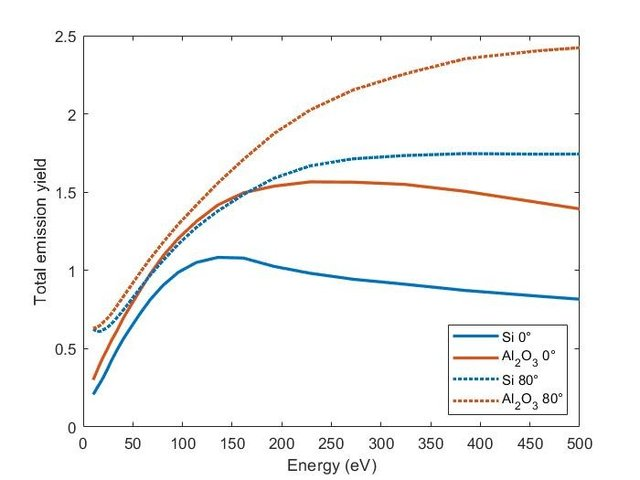 2.5
2
1.5
1
0.5
0
Total emission yield
Si 0°
Al₂O₃ 0°
Si 80°
Al₂O₃ 80°
0 50 100 150 200 250 300 350 400 450 500
Energy (eV)